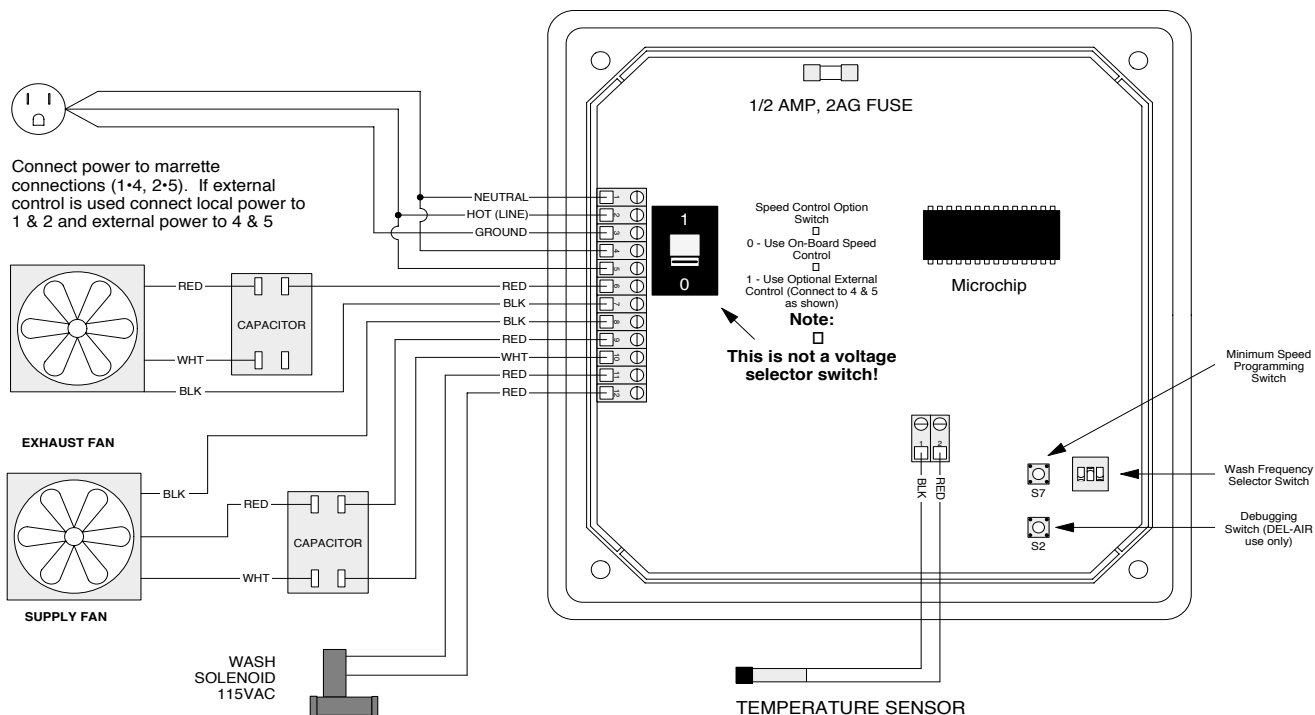 1/2 AMP, 2AG FUSE
Connect power to marrette
connections (1•4, 2•5).  If external
control is used connect local power to
1 & 2 and external power to 4 & 5
NEUTRAL
HOT (LINE)
GROUND
RED
BLK
BLK
RED
WHT
RED
RED
1
2
3
4
5
6
7
8
9
10
11
12
1
0
Speed Control Option
Switch
0 - Use On-Board Speed
Control
1 - Use Optional External
Control (Connect to 4 & 5
as shown)
Note:
This is not a voltage
selector switch!
Microchip
RED
CAPACITOR
WHT
BLK
EXHAUST FAN
BLK
RED
CAPACITOR
WHT
SUPPLY FAN
Minimum Speed
Programming
Switch
Wash Frequency
Selector Switch
Debugging
Switch (DEL-AIR
use only)
1
2
BLK
RED
S7
S2
WASH
SOLENOID
115VAC
TEMPERATURE SENSOR